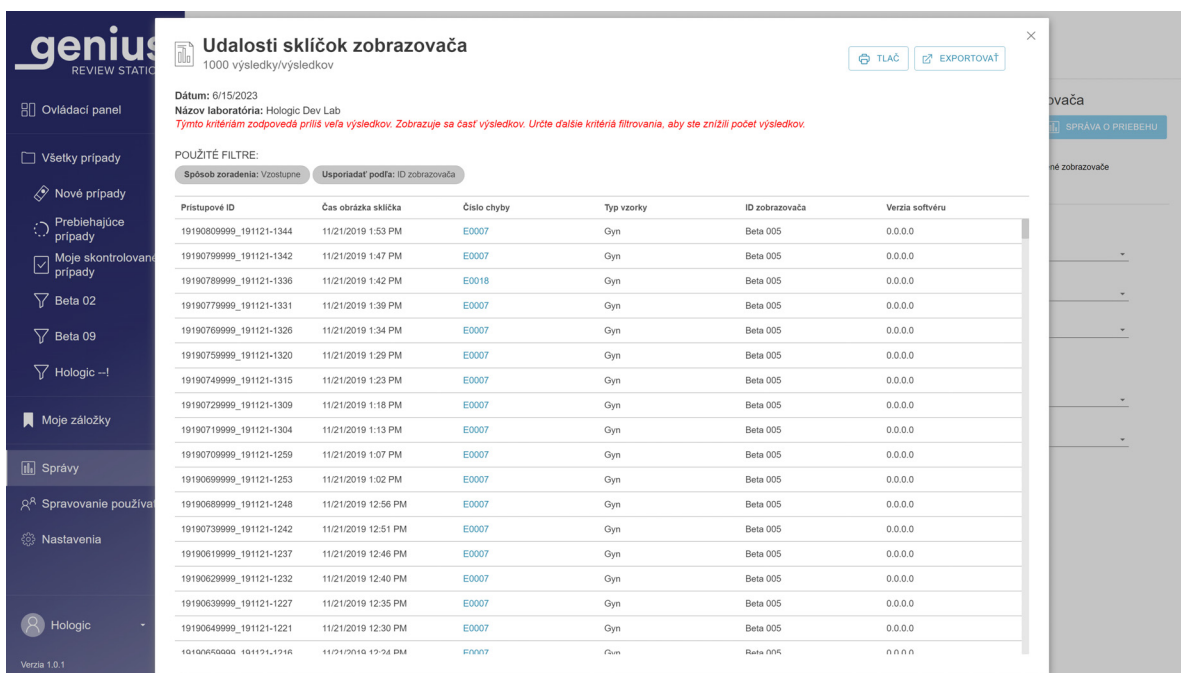 genius
REVIEW STATIC
Ovládací panel
Všetky prípady
Nové prípady
Prebiehajúce
prípady
Moje skontrolované
prípady
Beta 02
Beta 09
Hologic --!
Moje záložky
Správy
Spravovanie používat
Nastavenia
Hologic
Verzia 1.0.1
Udalosti sklíčok zobrazovača
1000 výsledky/výsledkov
TLAČ
EXPORTOVAŤ
Dátum: 6/15/2023
Názov laboratória: Hologic Dev Lab
Týmto kritériám zodpovedá príliš veľa výsledkov. Zobrazuje sa časť výsledkov. Určte ďalšie kritériá filtrovania, aby ste znížili počet výsledkov.
POUŽITÉ FILTRE:
Spôsob zoradenia: Vzostupne Usporiadať podľa: ID zobrazovača
Prístupové ID Čas obrázka sklíčka Číslo chyby Typ vzorky ID zobrazovača Verzia softvéru
19190809999_191121-1344 11/21/2019 1:53 PM E0007 Gyn Beta 005 0.0.0.0
19190799999_191121-1342 11/21/2019 1:47 PM E0007 Gyn Beta 005 0.0.0.0
19190789999_191121-1336 11/21/2019 1:42 PM E0018 Gyn Beta 005 0.0.0.0
19190779999_191121-1331 11/21/2019 1:39 PM E0007 Gyn Beta 005 0.0.0.0
19190769999_191121-1326 11/21/2019 1:34 PM E0007 Gyn Beta 005 0.0.0.0
19190759999_191121-1320 11/21/2019 1:29 PM E0007 Gyn Beta 005 0.0.0.0
19190749999_191121-1315 11/21/2019 1:23 PM E0007 Gyn Beta 005 0.0.0.0
19190729999_191121-1309 11/21/2019 1:18 PM E0007 Gyn Beta 005 0.0.0.0
19190719999_191121-1304 11/21/2019 1:13 PM E0007 Gyn Beta 005 0.0.0.0
19190709999_191121-1259 11/21/2019 1:07 PM E0007 Gyn Beta 005 0.0.0.0
19190699999_191121-1253 11/21/2019 1:02 PM E0007 Gyn Beta 005 0.0.0.0
19190689999_191121-1248 11/21/2019 12:56 PM E0007 Gyn Beta 005 0.0.0.0
19190739999_191121-1242 11/21/2019 12:51 PM E0007 Gyn Beta 005 0.0.0.0
19190619999_191121-1237 11/21/2019 12:46 PM E0007 Gyn Beta 005 0.0.0.0
19190629999_191121-1232 11/21/2019 12:40 PM E0007 Gyn Beta 005 0.0.0.0
19190639999_191121-1227 11/21/2019 12:35 PM E0007 Gyn Beta 005 0.0.0.0
19190649999_191121-1221 11/21/2019 12:30 PM E0007 Gyn Beta 005 0.0.0.0
19190659999_191121-1216 11/21/2019 12:24 PM E0007 Gyn Beta 005 0.0.0.0
ovača
SPRÁVA O PRIEBEHU
né zobrazovače